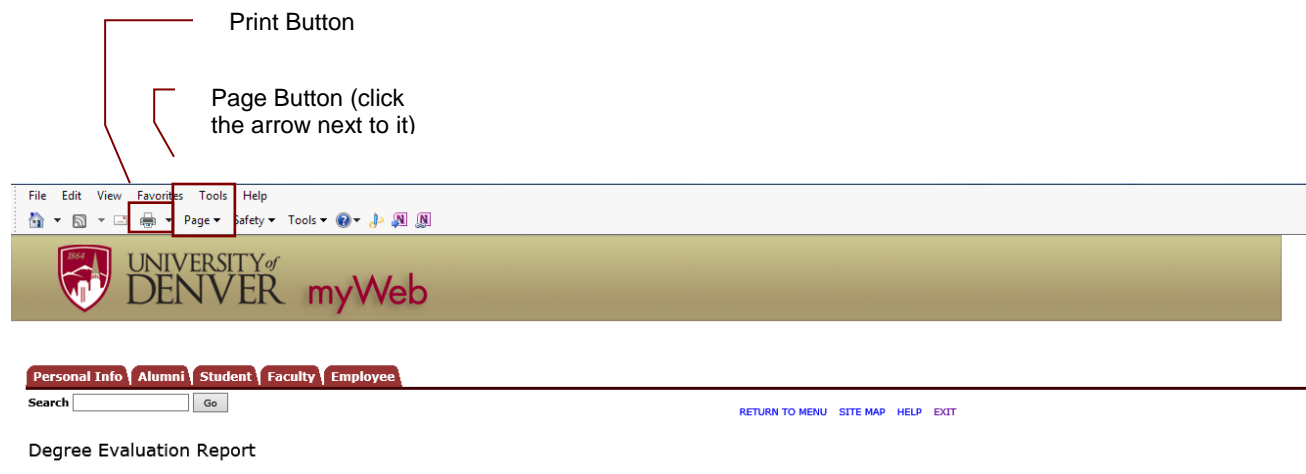 Print Button
Page Button (click
the arrow next to it)
File Edit View Favorites Tools Help
Page Safety Tools
1864
UNIVERSITY of
DENVER myWeb
Personal Info Alumni Student Faculty Employee
Search Go
RETURN TO MENU SITE MAP HELP EXIT
Degree Evaluation Report